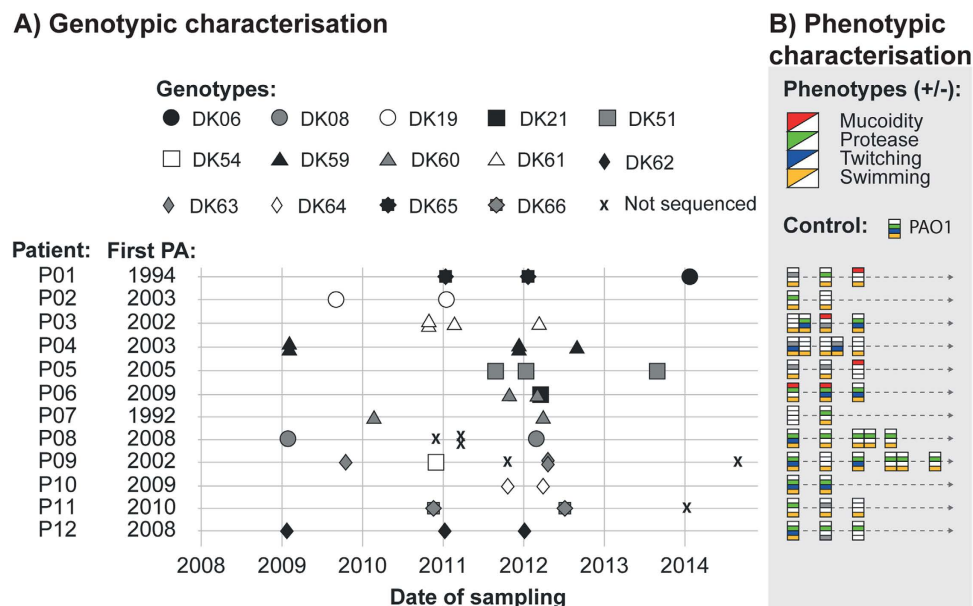 A) Genotypic characterisation
B) Phenotypic
characterisation
Genotypes:
DK06 DK08 DK19 DK21 DK51
DK54 DK59 DK60 DK61 DK62
DK63 DK64 DK65 DK66 x Not sequenced
Phenotypes (+/-):
Mucoidity
Protease
Twitching
Swimming
Control: PAO1
Patient: First PA:
P01 1994
P02 2003
P03 2002
P04 2003
P05 2005
P06 2009
P07 1992
P08 2008 x x x
P09 2002 x x
P10 2009
P11 2010 x
P12 2008
2008 2009 2010 2011 2012 2013 2014
Date of sampling